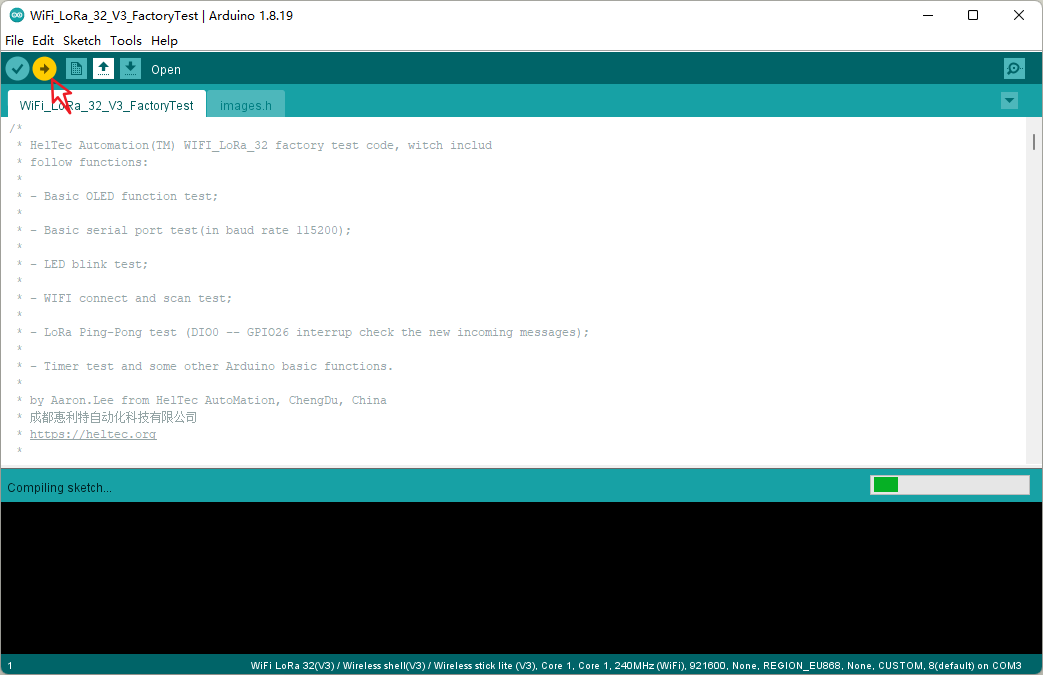 WiFi_LoRa_32_V3_FactoryTest | Arduino 1.8.19
File Edit Sketch Tools Help
Open
WiFi_LoRa_32_V3_FactoryTest images.h
/*
* HelTec Automation(TM) WIFI_LoRa_32 factory test code, witch includ
* follow functions:
*
* - Basic OLED function test;
*
* - Basic serial port test(in baud rate 115200);
*
* - LED blink test;
*
* - WIFI connect and scan test;
*
* - LoRa Ping-Pong test (DIO0 -- GPIO26 interrup check the new incoming messages);
*
* - Timer test and some other Arduino basic functions.
*
* by Aaron.Lee from HelTec AutoMation, ChengDu, China
* 成都惠利特自动化科技有限公司
* https://heltec.org
*
Compiling sketch...
1 WiFi LoRa 32(V3) / Wireless shell(V3) / Wireless stick lite (V3), Core 1, Core 1, 240MHz (WiFi), 921600, None, REGION_EU868, None, CUSTOM, 8(default) on COM3